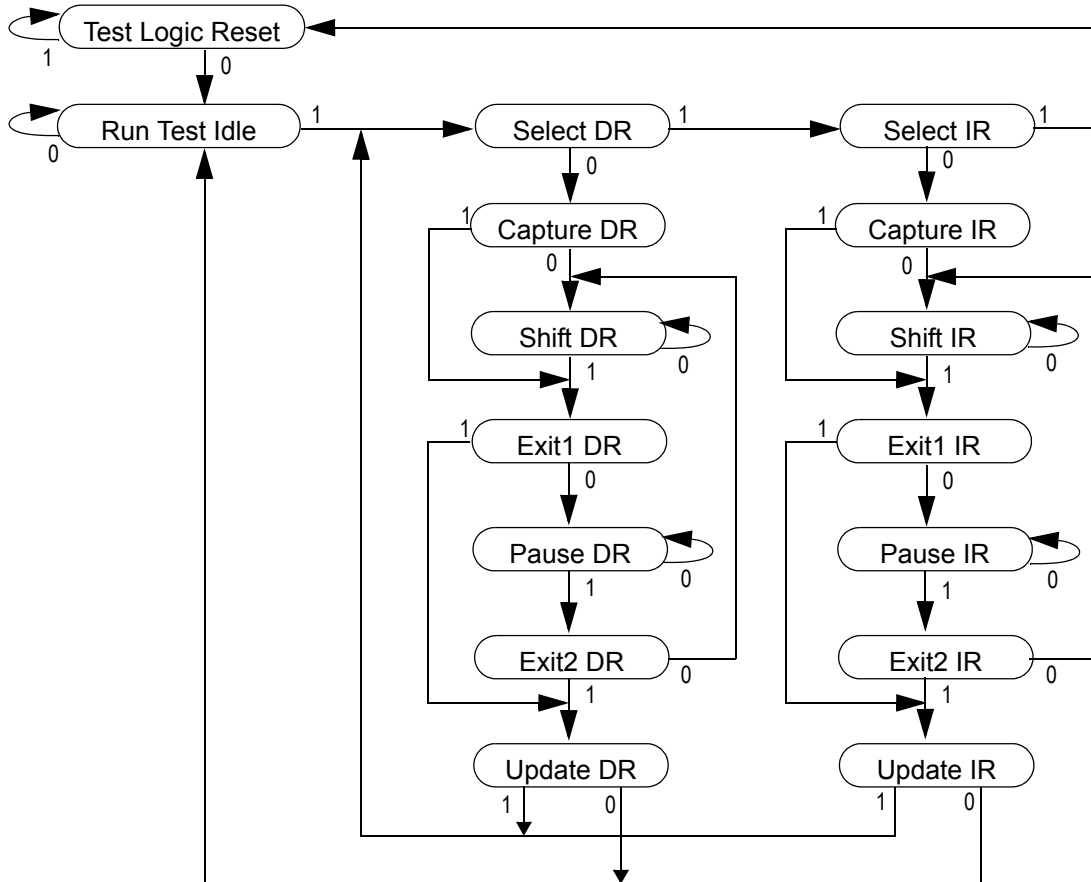 Test Logic Reset
1
0
Run Test Idle
1
Select DR
1
Select IR
1
0
0
0
1
Capture DR
1
Capture IR
0
0
Shift DR
Shift IR
0
0
1
1
1
Exit1 DR
1
Exit1 IR
0
0
Pause DR
Pause IR
0
0
1
1
Exit2 DR
Exit2 IR
0
0
1
1
Update DR
Update IR
1
0
1
0